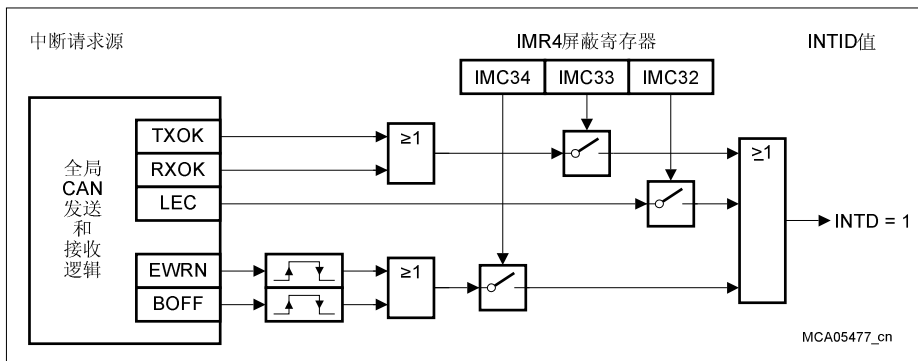 中断请求源
IMR4屏蔽寄存器
INTID值
IMC34
IMC33
IMC32
全局
CAN
发送
和
接收
逻辑
TXOK
RXOK
LEC
EWRN
BOFF
≥1
≥1
≥1
INTD = 1
MCA05477_cn